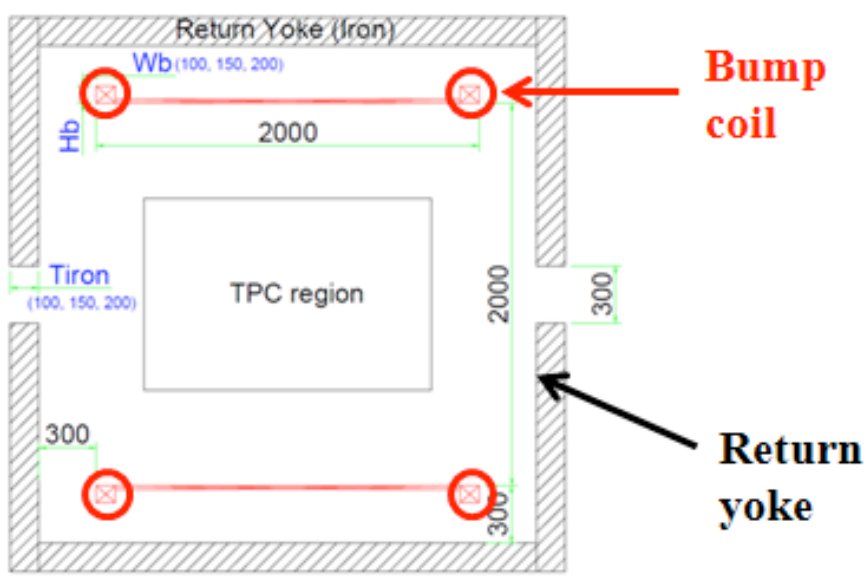 Return Yoke (Iron)
Wb (100, 150, 200)
Bump
coil
Hb
2000
Tiron
(100, 150, 200)
TPC region
2000
300
300
300
Return
yoke